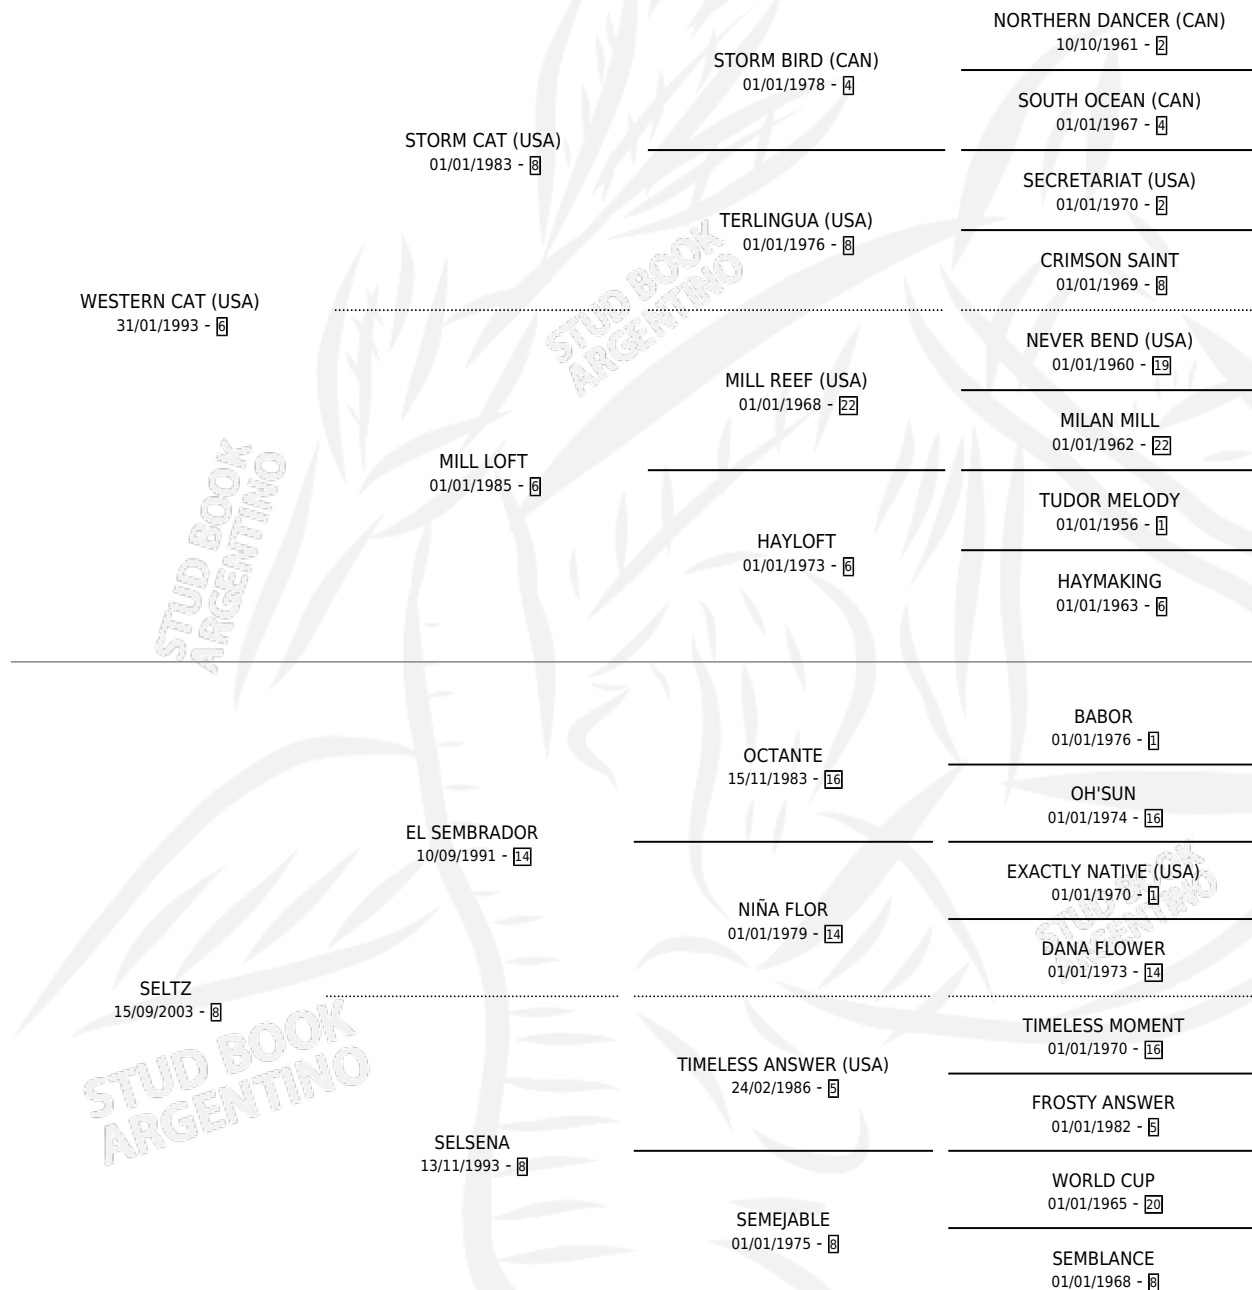 NORTHERN DANCER (CAN)
10/10/1961 - 2
STORM BIRD (CAN)
01/01/1978 - 4
SOUTH OCEAN (CAN)
01/01/1967 - 4
STORM CAT (USA)
01/01/1983 - 8
SECRETARIAT (USA)
01/01/1970 - 2
TERLINGUA (USA)
01/01/1976 - 8
CRIMSON SAINT
01/01/1969 - 8
WESTERN CAT (USA)
31/01/1993 - 6
STUD BOOK
ARGENTINO
NEVER BEND (USA)
01/01/1960 - 19
MILL REEF (USA)
01/01/1968 - 22
MILAN MILL
01/01/1962 - 22
MILL LOFT
01/01/1985 - 6
TUDOR MELODY
01/01/1956 - 1
HAYLOFT
01/01/1973 - 6
HAYMAKING
01/01/1963 - 6
STUD BOOK
ARGENTINO
BABOR
01/01/1976 - 1
OCTANTE
15/11/1983 - 16
OH'SUN
01/01/1974 - 16
EL SEMBRADOR
10/09/1991 - 14
EXACTLY NATIVE (USA)
01/01/1970 - 1
NIÑA FLOR
01/01/1979 - 14
DANA FLOWER
01/01/1973 - 14
STUD BOOK
ARGENTINO
SELTZ
15/09/2003 - 8
STUD BOOK
ARGENTINO
TIMELESS MOMENT
01/01/1970 - 16
TIMELESS ANSWER (USA)
24/02/1986 - 5
FROSTY ANSWER
01/01/1982 - 5
SELSENA
13/11/1993 - 8
WORLD CUP
01/01/1965 - 20
SEMEJABLE
01/01/1975 - 8
SEMBLANCE
01/01/1968 - 8